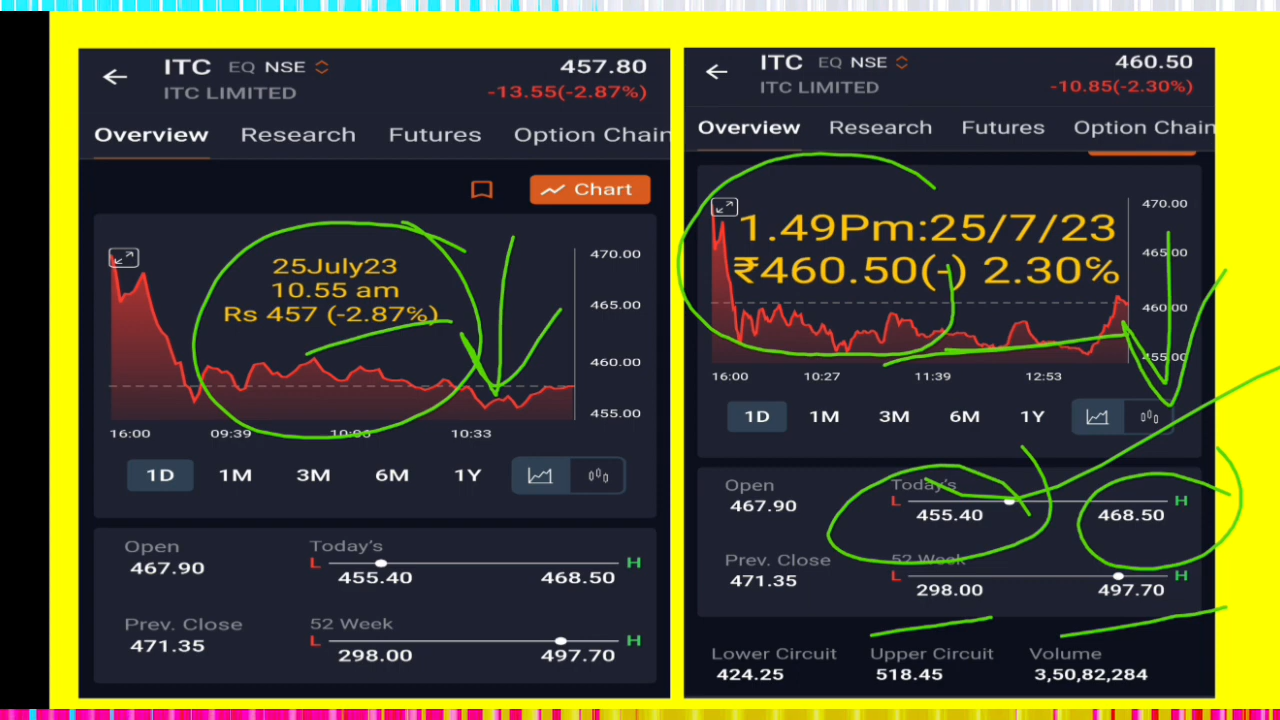 ITC EQ NSE 457.80
ITC LIMITED -13.55(-2.87%)
Overview Research Futures Option Chain
Chart
470.00
25July23
10.55 am
Rs 457 (-2.87%)
465.00
460.00
455.00
16:00 09:39 10:06 10:33
1D 1M 3M 6M 1Y
Open Today's
467.90 L H
455.40 468.50
Prev. Close 52 Week
471.35 L H
298.00 497.70
ITC EQ NSE 460.50
ITC LIMITED -10.85(-2.30%)
Overview Research Futures Option Chain
470.00
1.49Pm:25/7/23
465.00
₹460.50(-) 2.30%
460.00
455.00
16:00 10:27 11:39 12:53
1D 1M 3M 6M 1Y
Open Today's
467.90 L H
455.40 468.50
Prev. Close 52 Week
471.35 L H
298.00 497.70
Lower Circuit Upper Circuit Volume
424.25 518.45 3,50,82,284